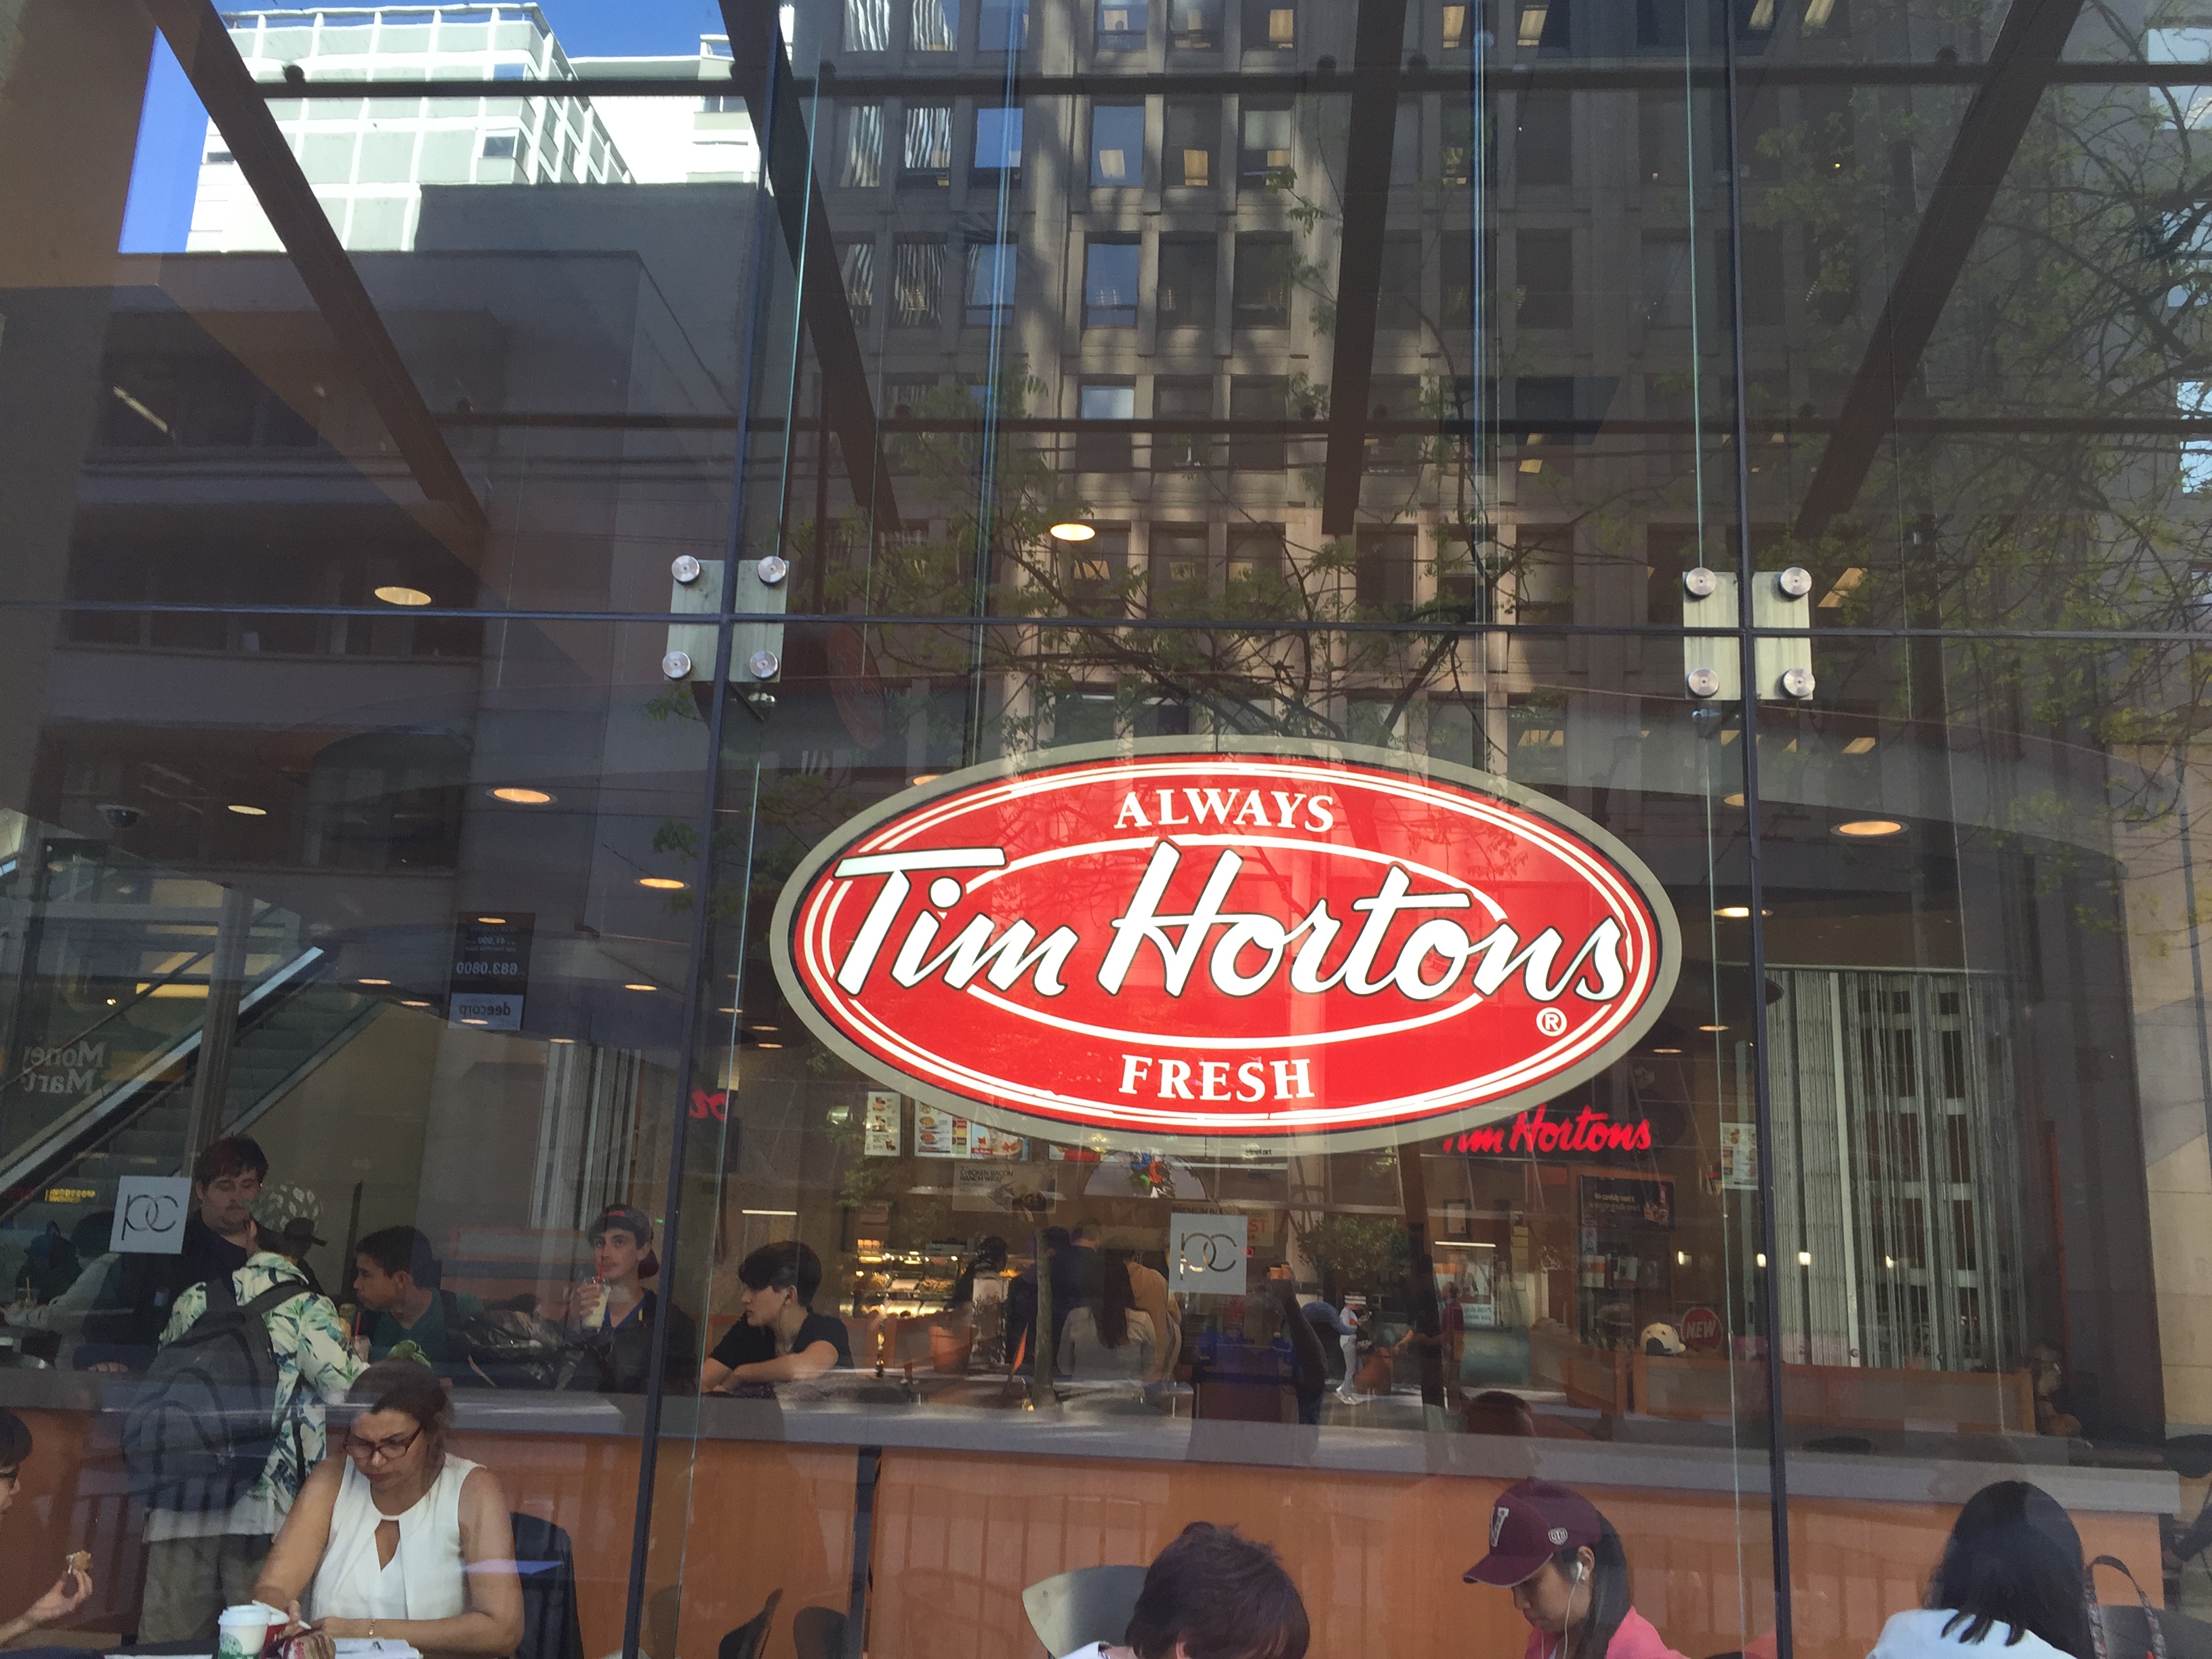 ALWAYS
Tim Hortons
®
FRESH
Tim Hortons
683.0800
deecorp
Money
Mart
pc
pc
NEW